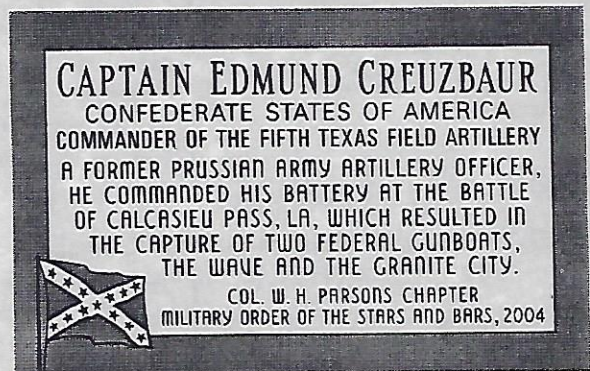 CAPTAIN EDMUND CREUZBAUR
CONFEDERATE STATES OF AMERICA
COMMANDER OF THE FIFTH TEXAS FIELD ARTILLERY
A FORMER PRUSSIAN ARMY ARTILLERY OFFICER,
HE COMMANDED HIS BATTERY AT THE BATTLE
OF CALCASIEU PASS, LA, WHICH RESULTED IN
THE CAPTURE OF TWO FEDERAL GUNBOATS,
THE WAVE AND THE GRANITE CITY.
COL. W. H. PARSONS CHAPTER
MILITARY ORDER OF THE STARS AND BARS, 2004